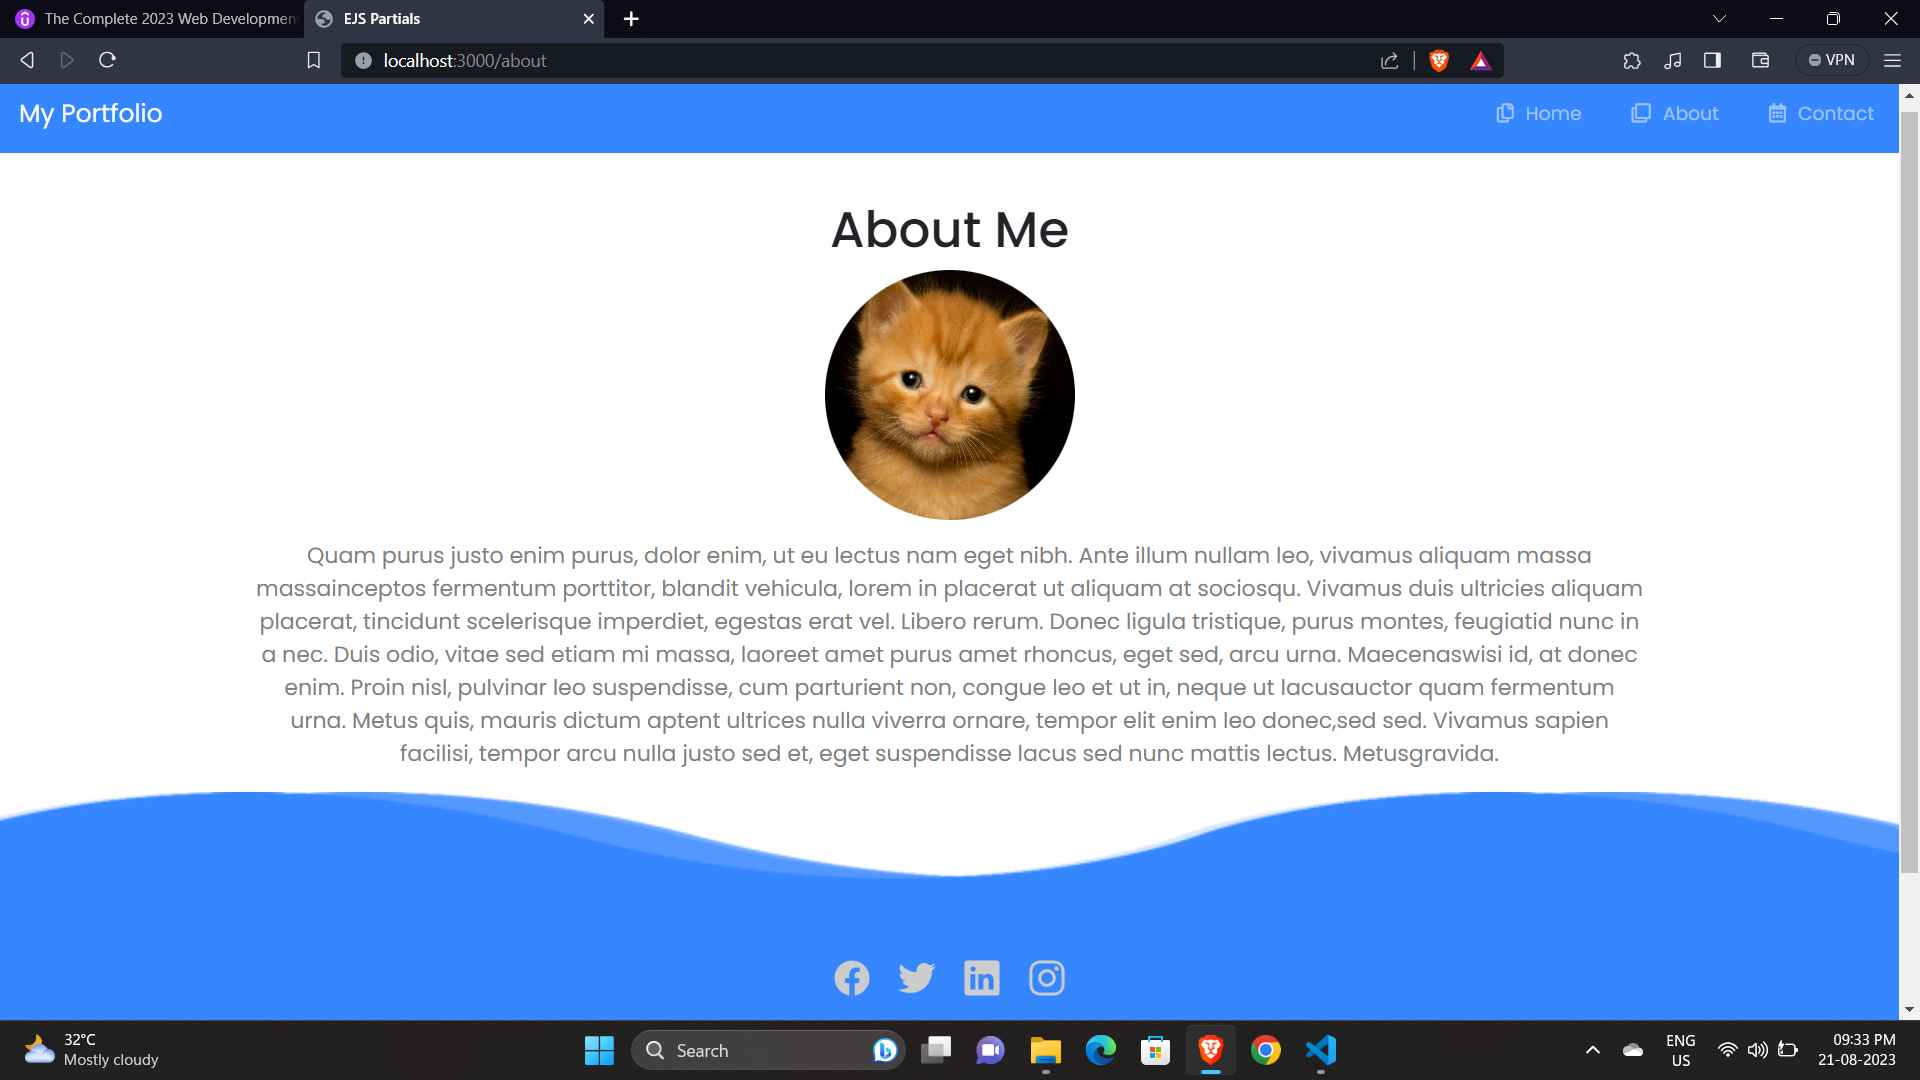 The Complete 2023 Web Developmen
EJS Partials
localhost:3000/about
VPN
My Portfolio
Home
About
Contact
About Me
Quam purus justo enim purus, dolor enim, ut eu lectus nam eget nibh. Ante illum nullam leo, vivamus aliquam massa
massainceptos fermentum porttitor, blandit vehicula, lorem in placerat ut aliquam at sociosqu. Vivamus duis ultricies aliquam
placerat, tincidunt scelerisque imperdiet, egestas erat vel. Libero rerum. Donec ligula tristique, purus montes, feugiatid nunc in
a nec. Duis odio, vitae sed etiam mi massa, laoreet amet purus amet rhoncus, eget sed, arcu urna. Maecenaswisi id, at donec
enim. Proin nisl, pulvinar leo suspendisse, cum parturient non, congue leo et ut in, neque ut lacusauctor quam fermentum
urna. Metus quis, mauris dictum aptent ultrices nulla viverra ornare, tempor elit enim leo donec,sed sed. Vivamus sapien
facilisi, tempor arcu nulla justo sed et, eget suspendisse lacus sed nunc mattis lectus. Metusgravida.
32°C
Mostly cloudy
Search
ENG
US
09:33 PM
21-08-2023